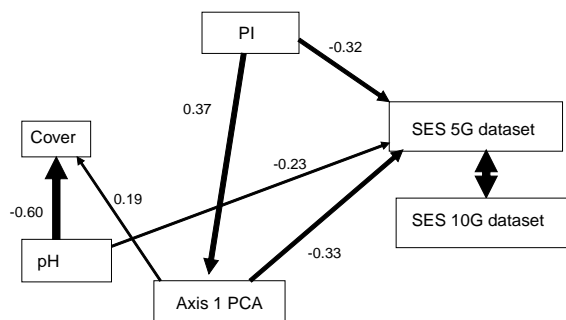 PI
-0.32
0.37
SES 5G dataset
Cover
-0.23
0.19
-0.60
SES 10G dataset
-0.33
pH
Axis 1 PCA